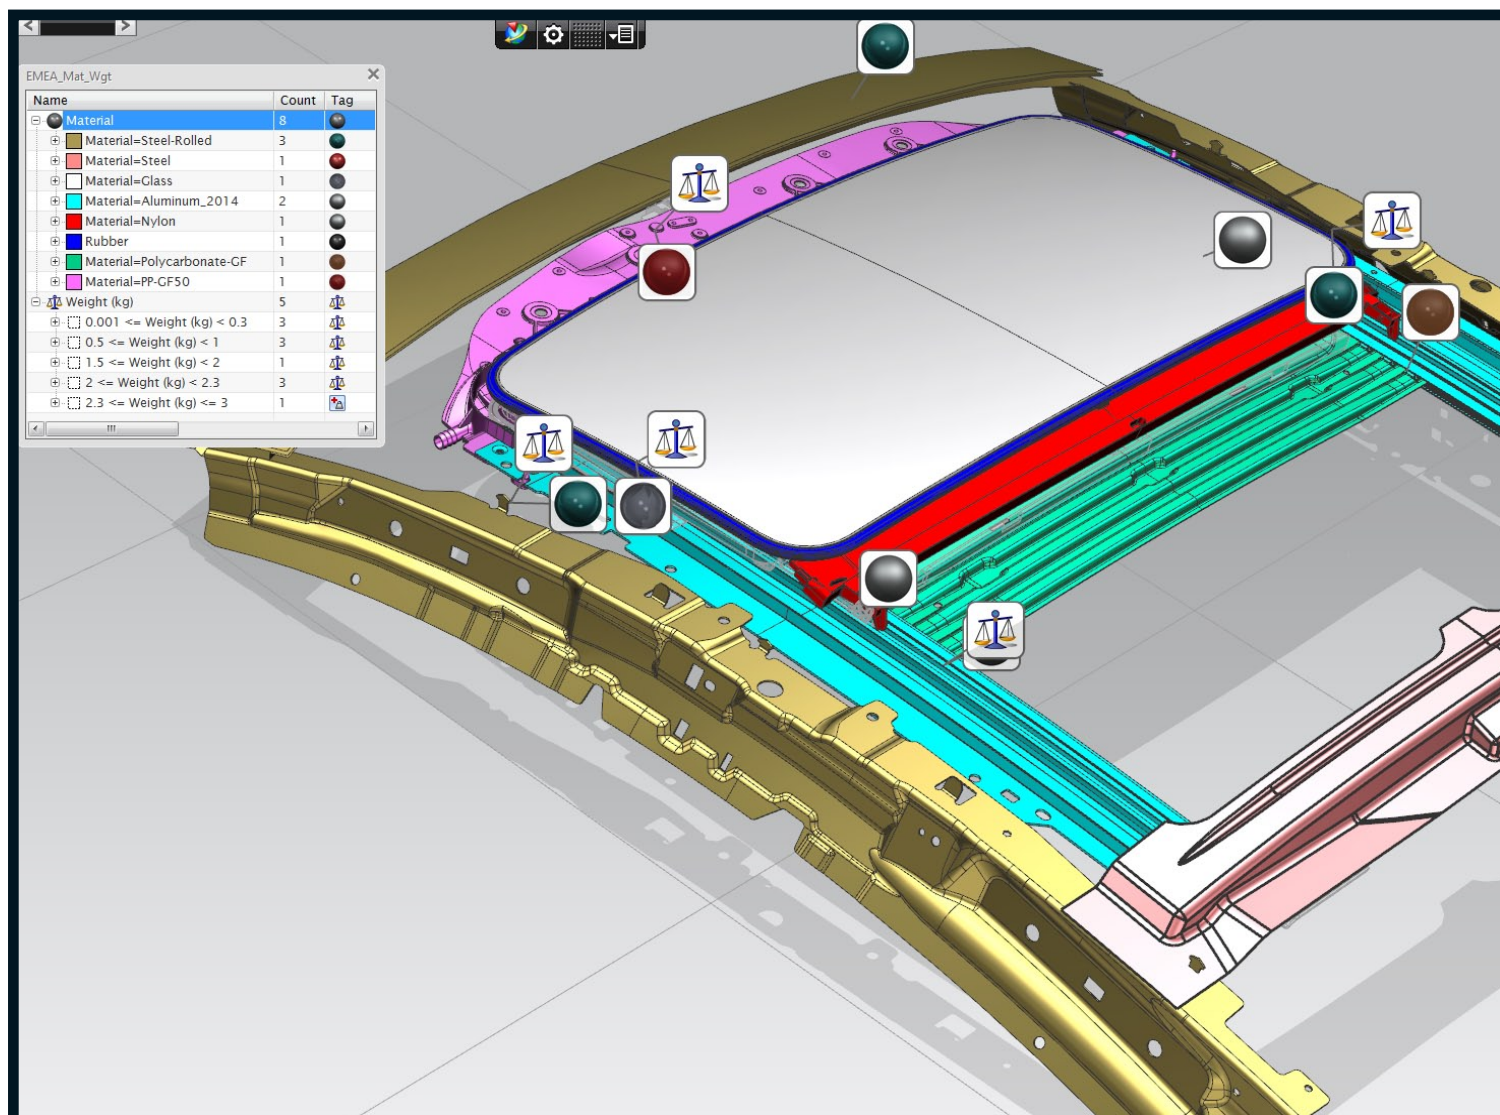 EMEA_Mat_Wgt
Name Count Tag
Material 8
Material=Steel-Rolled 3
Material=Steel 1
Material=Glass 1
Material=Aluminum_2014 2
Material=Nylon 1
Rubber 1
Material=Polycarbonate-GF 1
Material=PP-GF50 1
Weight (kg) 5
0.001 <= Weight (kg) < 0.3 3
0.5 <= Weight (kg) < 1 3
1.5 <= Weight (kg) < 2 1
2 <= Weight (kg) < 2.3 3
2.3 <= Weight (kg) <= 3 1